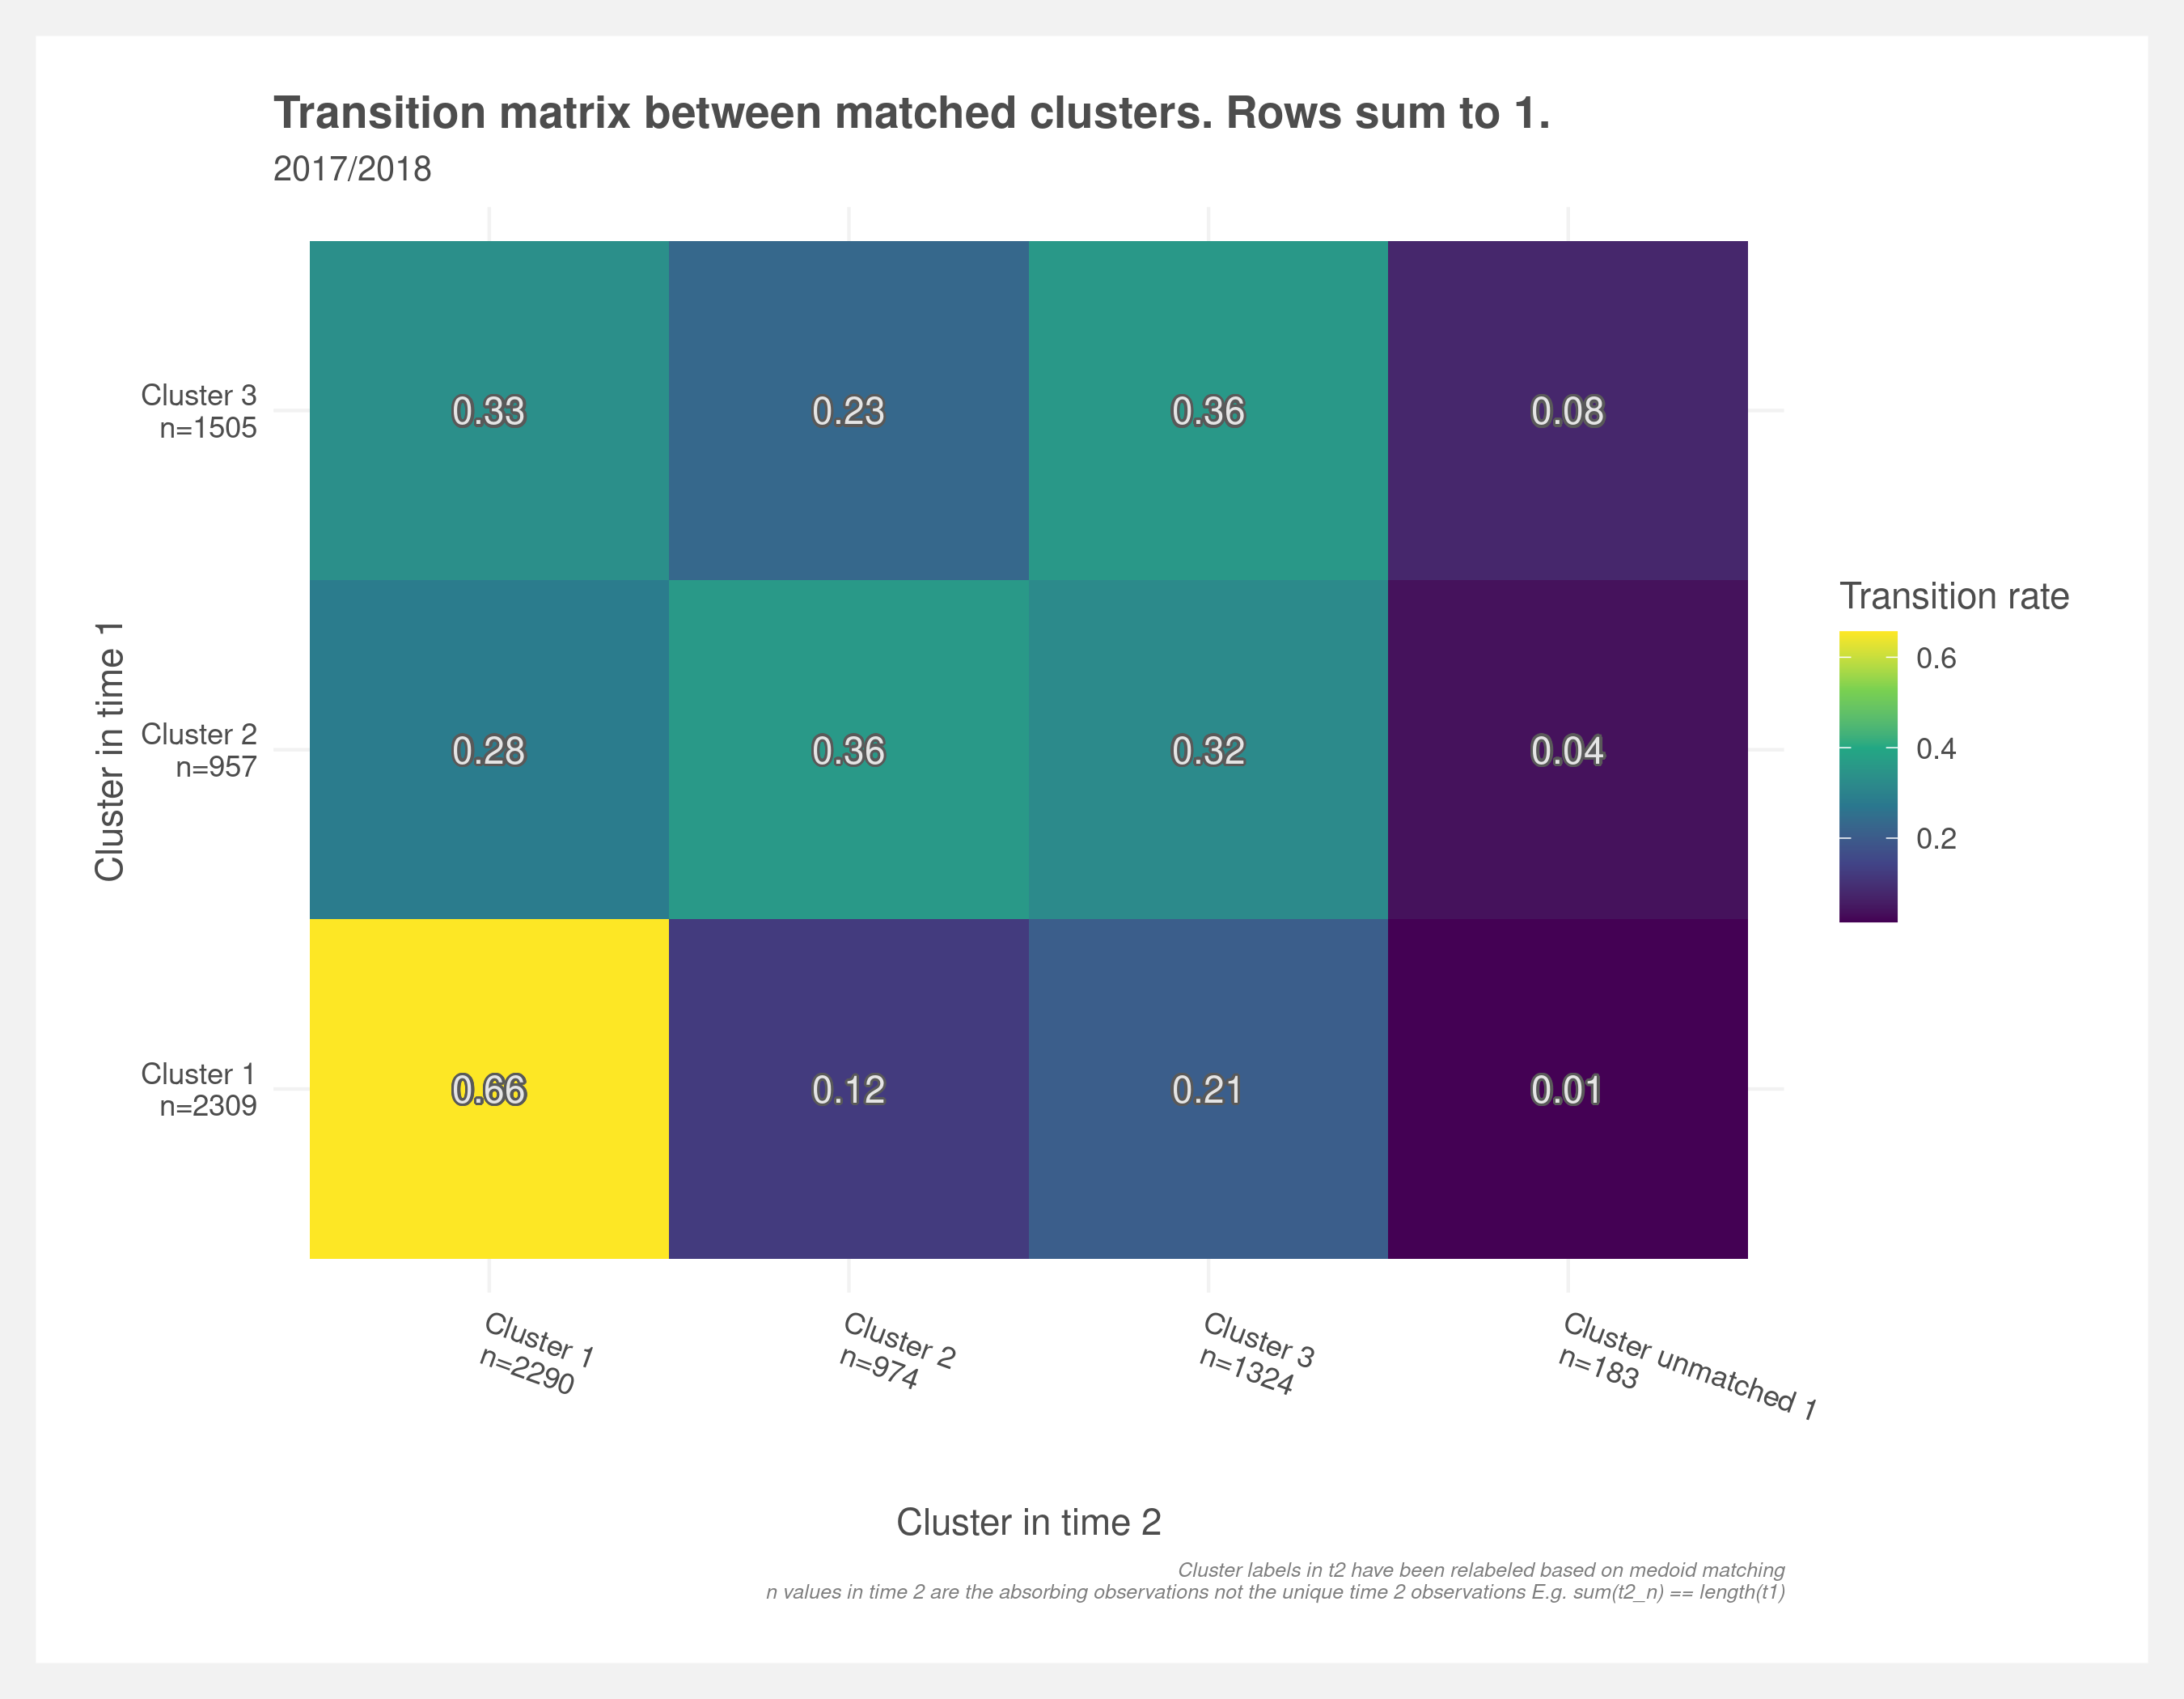 Transition matrix between matched clusters. Rows sum to 1.
2017/2018
Cluster in time 1
Cluster 3
n=1505
0.33
0.23
0.36
0.08
Cluster 2
n=957
0.28
0.36
0.32
0.04
Cluster 1
n=2309
0.66
0.12
0.21
0.01
Transition rate
0.6
0.4
0.2
Cluster 1
n=2290
Cluster 2
n=974
Cluster 3
n=1324
Cluster unmatched 1
n=183
Cluster in time 2
Cluster labels in t2 have been relabeled based on medoid matching
n values in time 2 are the absorbing observations not the unique time 2 observations E.g. sum(t2_n) == length(t1)